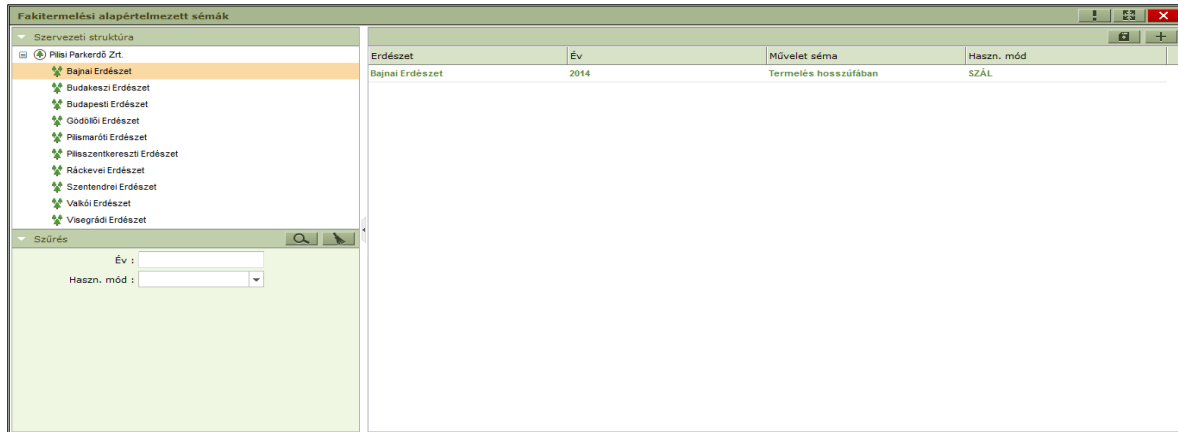 Fakitermelési alapértelmezett sémák
Szervezeti struktúra
Pilisi Parkerdő Zrt.
Bajnai Erdészet
Budakeszi Erdészet
Budapesti Erdészet
Gödöllői Erdészet
Pilismaróti Erdészet
Pilisszentkereszti Erdészet
Ráckevei Erdészet
Szentendrei Erdészet
Valkói Erdészet
Visegrádi Erdészet
Szűrés
Év :
Haszn. mód :
Erdészet Év Művelet séma Haszn. mód
Bajnai Erdészet 2014 Termelés hosszúfában SZÁL